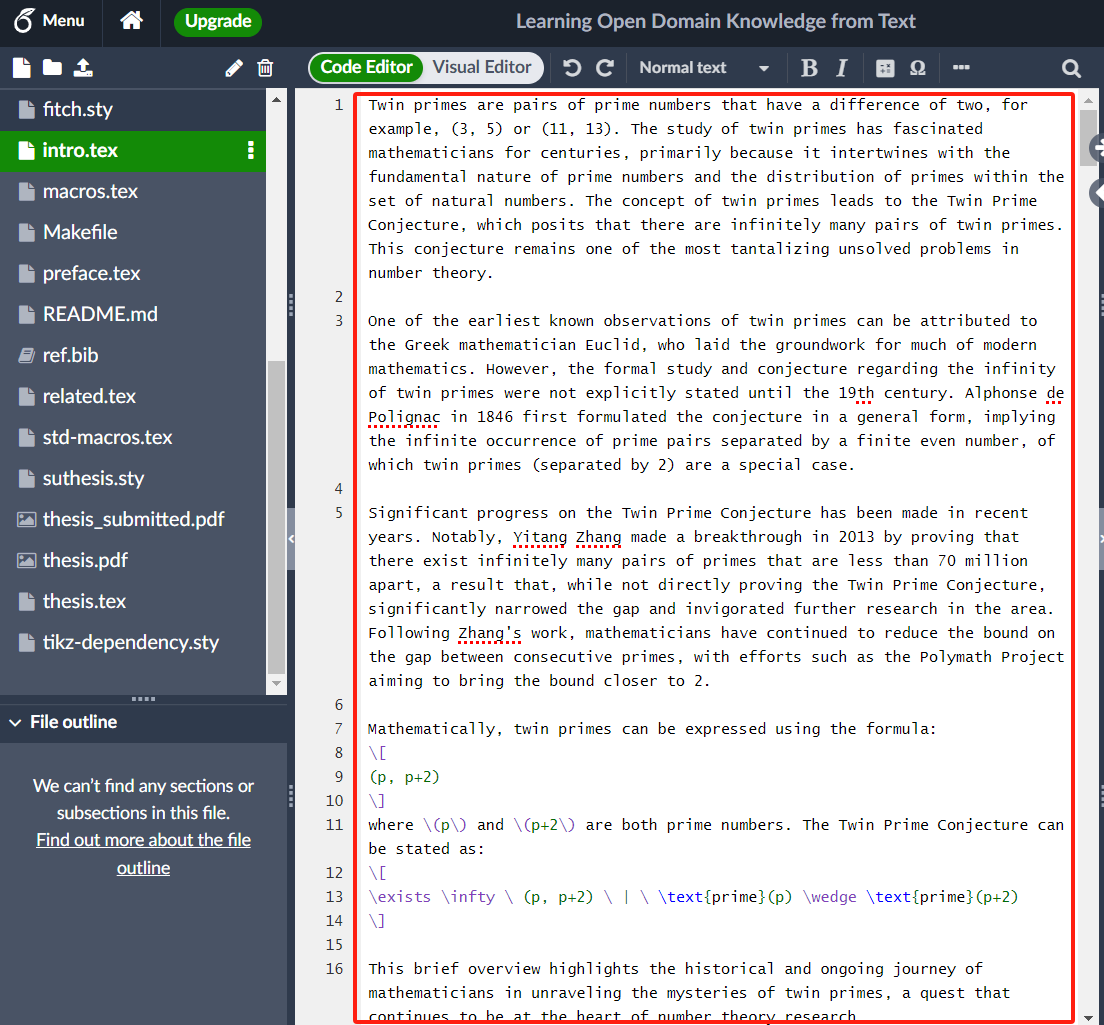 Menu
Upgrade
Learning Open Domain Knowledge from Text
Code Editor
Visual Editor
Normal text
B I
Ω
fitch.sty
intro.tex
macros.tex
Makefile
preface.tex
README.md
ref.bib
related.tex
std-macros.tex
suthesis.sty
thesis_submitted.pdf
thesis.pdf
thesis.tex
tikz-dependency.sty
File outline
We can't find any sections or
subsections in this file.
Find out more about the file
outline
1 Twin primes are pairs of prime numbers that have a difference of two, for
example, (3, 5) or (11, 13). The study of twin primes has fascinated
mathematicians for centuries, primarily because it intertwines with the
fundamental nature of prime numbers and the distribution of primes within the
set of natural numbers. The concept of twin primes leads to the Twin Prime
Conjecture, which posits that there are infinitely many pairs of twin primes.
This conjecture remains one of the most tantalizing unsolved problems in
number theory.
2
3 One of the earliest known observations of twin primes can be attributed to
the Greek mathematician Euclid, who laid the groundwork for much of modern
mathematics. However, the formal study and conjecture regarding the infinity
of twin primes were not explicitly stated until the 19th century. Alphonse de
Polignac in 1846 first formulated the conjecture in a general form, implying
the infinite occurrence of prime pairs separated by a finite even number, of
which twin primes (separated by 2) are a special case.
4
5 Significant progress on the Twin Prime Conjecture has been made in recent
years. Notably, Yitang Zhang made a breakthrough in 2013 by proving that
there exist infinitely many pairs of primes that are less than 70 million
apart, a result that, while not directly proving the Twin Prime Conjecture,
significantly narrowed the gap and invigorated further research in the area.
Following Zhang's work, mathematicians have continued to reduce the bound on
the gap between consecutive primes, with efforts such as the Polymath Project
aiming to bring the bound closer to 2.
6
7 Mathematically, twin primes can be expressed using the formula:
8 \[
9 (p, p+2)
10 \]
11 where \(p\) and \(p+2\) are both prime numbers. The Twin Prime Conjecture can
be stated as:
12 \[
13 \exists \infty \ (p, p+2) \ | \ \text{prime}(p) \wedge \text{prime}(p+2)
14 \]
15
16 This brief overview highlights the historical and ongoing journey of
mathematicians in unraveling the mysteries of twin primes, a quest that
continues to be at the heart of number theory research.